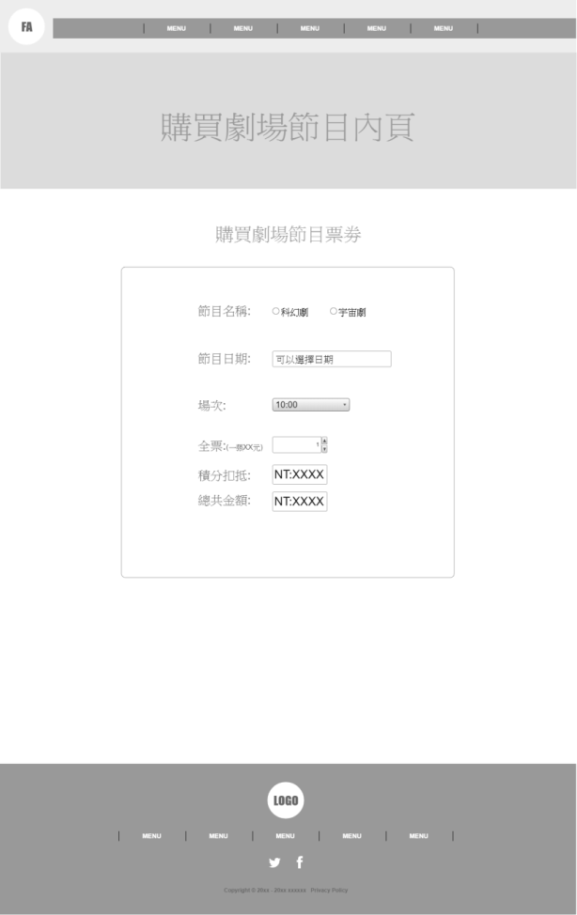 FA
MENU MENU MENU MENU MENU
購買劇場節目內頁
購買劇場節目票券
節目名稱: 科幻劇 宇宙劇
節目日期: 可以選擇日期
場次: 10:00
全票:(一個XX元) 1
積分扣抵: NT:XXXX
總共金額: NT:XXXX
LOGO
MENU MENU MENU MENU MENU
Copyright © Privacy Policy